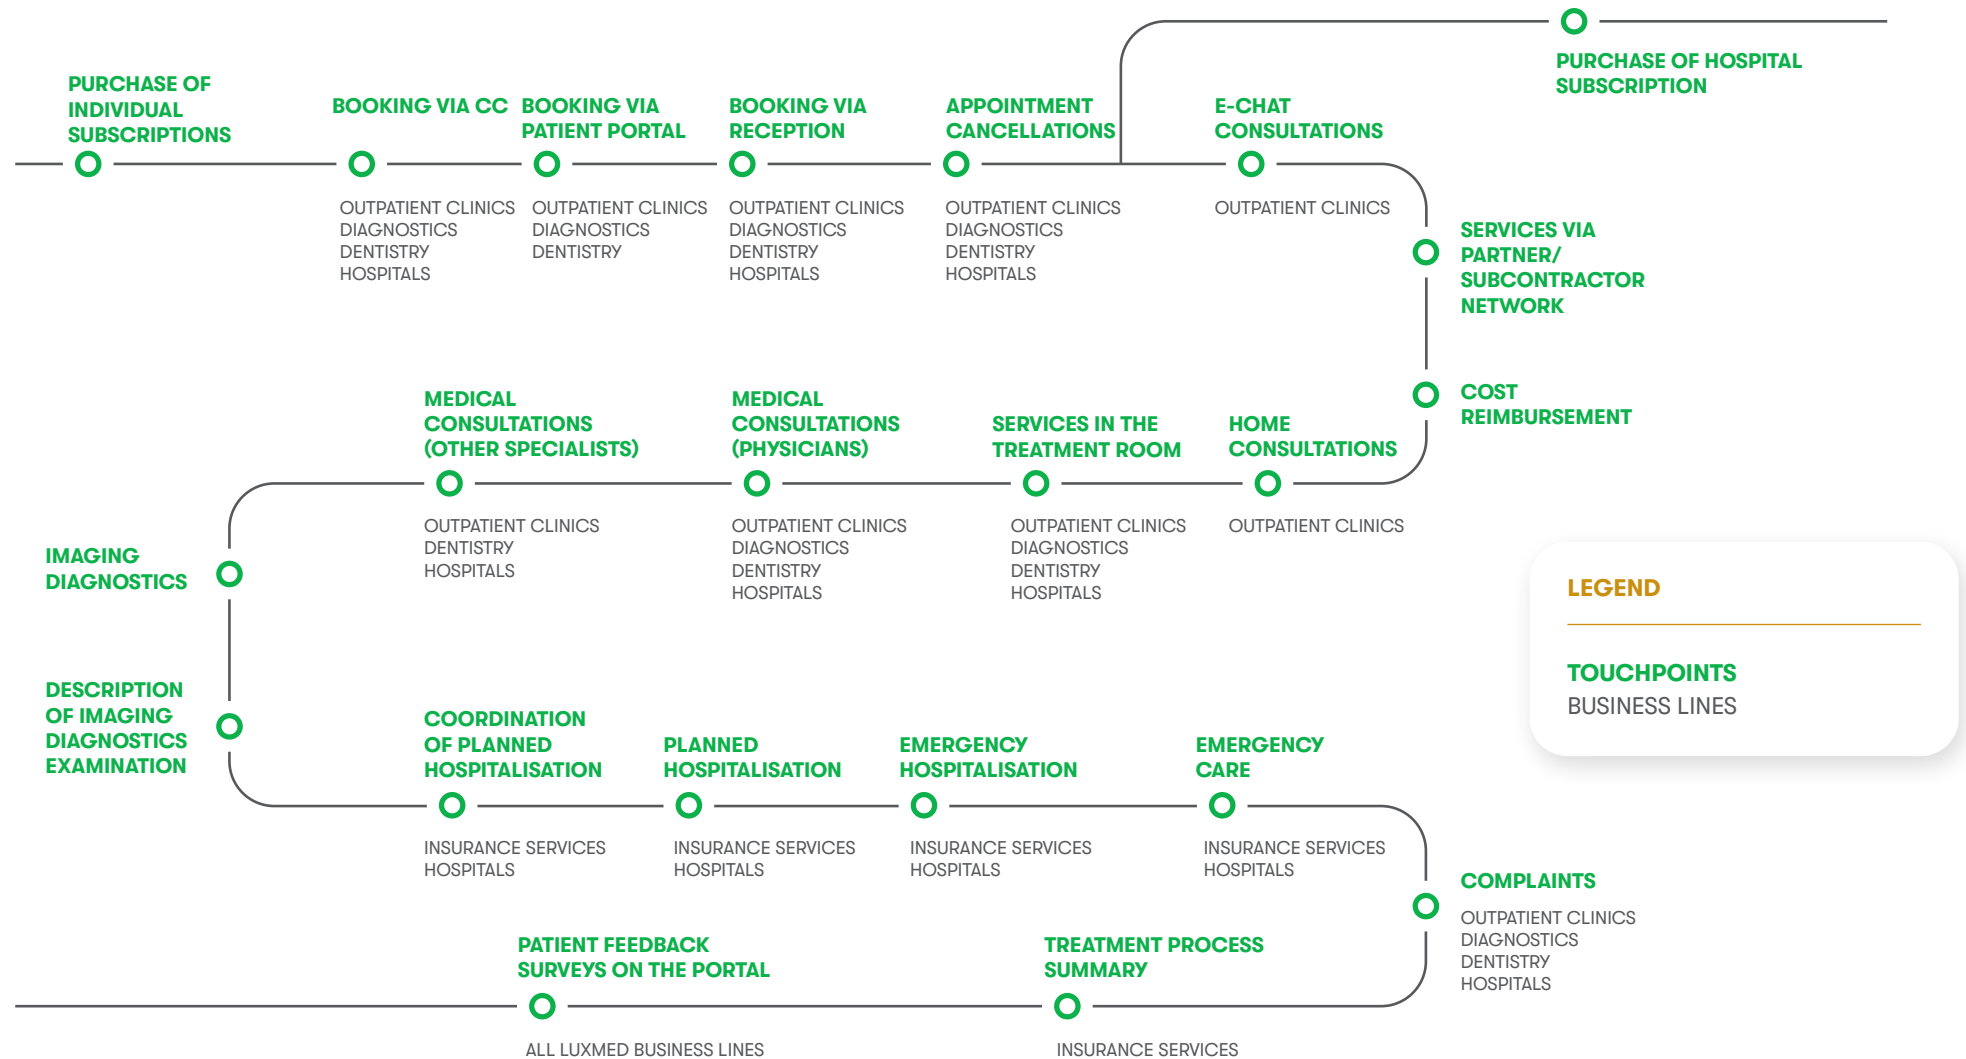 PURCHASE OF HOSPITAL
SUBSCRIPTION
PURCHASE OF
INDIVIDUAL
SUBSCRIPTIONS
BOOKING VIA CC
OUTPATIENT CLINICS
DIAGNOSTICS
DENTISTRY
HOSPITALS
BOOKING VIA
PATIENT PORTAL
OUTPATIENT CLINICS
DIAGNOSTICS
DENTISTRY
BOOKING VIA
RECEPTION
OUTPATIENT CLINICS
DIAGNOSTICS
DENTISTRY
HOSPITALS
APPOINTMENT
CANCELLATIONS
OUTPATIENT CLINICS
DIAGNOSTICS
DENTISTRY
HOSPITALS
E-CHAT
CONSULTATIONS
OUTPATIENT CLINICS
SERVICES VIA
PARTNER/
SUBCONTRACTOR
NETWORK
COST
REIMBURSEMENT
MEDICAL
CONSULTATIONS
(OTHER SPECIALISTS)
OUTPATIENT CLINICS
DENTISTRY
HOSPITALS
MEDICAL
CONSULTATIONS
(PHYSICIANS)
OUTPATIENT CLINICS
DIAGNOSTICS
DENTISTRY
HOSPITALS
SERVICES IN THE
TREATMENT ROOM
OUTPATIENT CLINICS
DIAGNOSTICS
DENTISTRY
HOSPITALS
HOME
CONSULTATIONS
OUTPATIENT CLINICS
IMAGING
DIAGNOSTICS
LEGEND
TOUCHPOINTS
BUSINESS LINES
DESCRIPTION
OF IMAGING
DIAGNOSTICS
EXAMINATION
COORDINATION
OF PLANNED
HOSPITALISATION
INSURANCE SERVICES
HOSPITALS
PLANNED
HOSPITALISATION
INSURANCE SERVICES
HOSPITALS
EMERGENCY
HOSPITALISATION
INSURANCE SERVICES
HOSPITALS
EMERGENCY
CARE
INSURANCE SERVICES
HOSPITALS
COMPLAINTS
OUTPATIENT CLINICS
DIAGNOSTICS
DENTISTRY
HOSPITALS
PATIENT FEEDBACK
SURVEYS ON THE PORTAL
ALL LUXMED BUSINESS LINES
TREATMENT PROCESS
SUMMARY
INSURANCE SERVICES